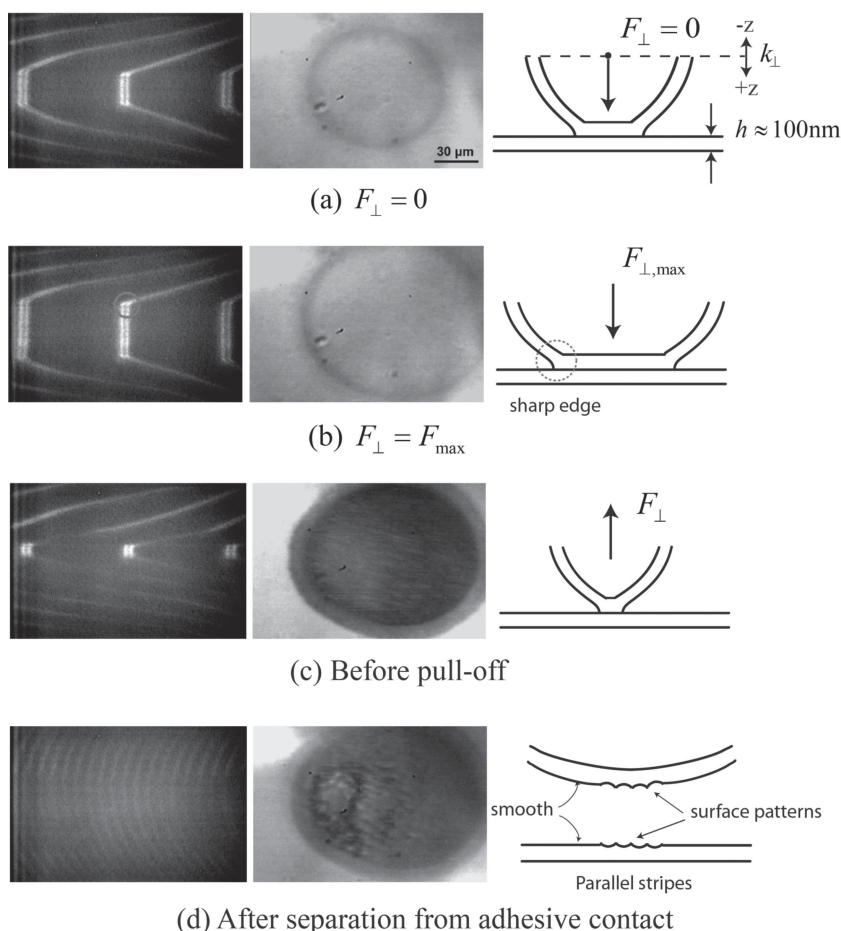 F⊥ = 0
-z
k⊥
+z
30 μm
h ≈ 100nm
(a) F⊥ = 0
F⊥,max
sharp edge
(b) F⊥ = Fmax
F⊥
(c) Before pull-off
smooth
surface patterns
Parallel stripes
(d) After separation from adhesive contact